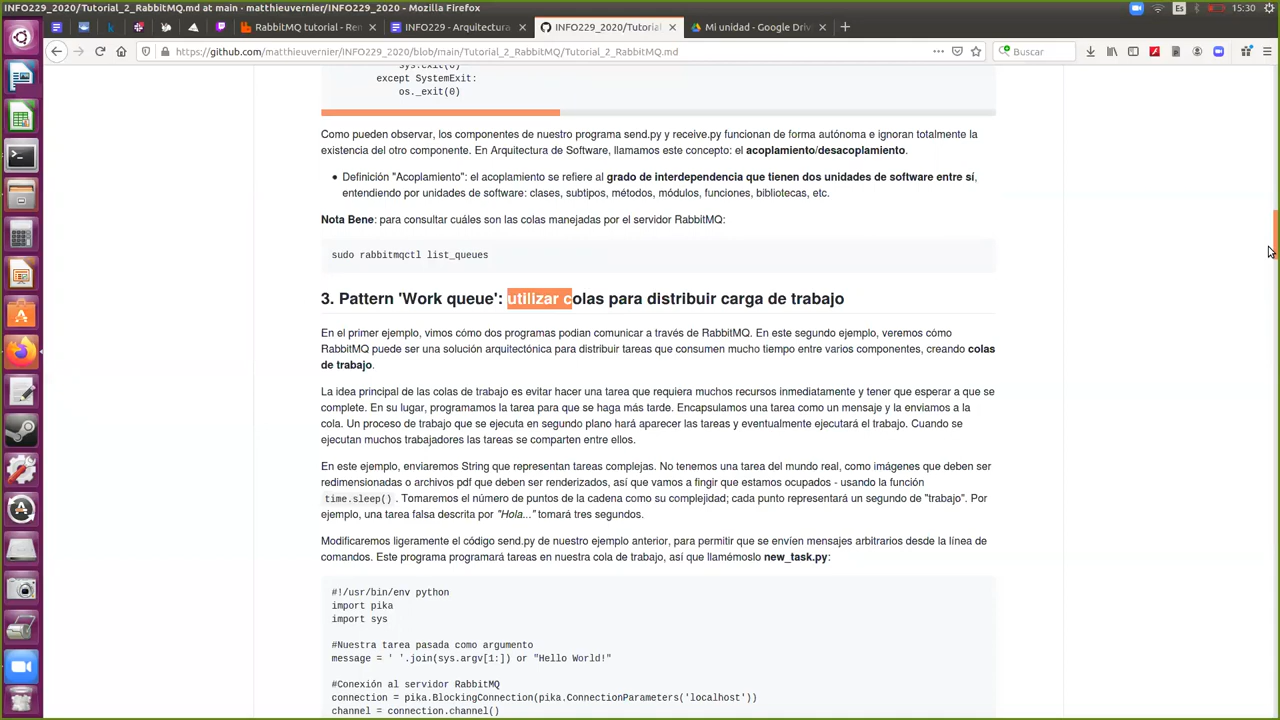 INFO229_2020/Tutorial_2_RabbitMQ.md at main · matthieuvernier/INFO229_2020 - Mozilla Firefox
Es
15:30
RabbitMQ tutorial - Rem
INFO229 - Arquitectura
INFO229_2020/Tutorial
Mi unidad - Google Driv
https://github.com/matthieuvernier/INFO229_2020/blob/main/Tutorial_2_RabbitMQ/Tutorial_2_RabbitMQ.md
Buscar
sys.exit(0)
except SystemExit:
os._exit(0)
Como pueden observar, los componentes de nuestro programa send.py y receive.py funcionan de forma autónoma e ignoran totalmente la
existencia del otro componente. En Arquitectura de Software, llamamos este concepto: el acoplamiento/desacoplamiento.
• Definición "Acoplamiento": el acoplamiento se refiere al grado de interdependencia que tienen dos unidades de software entre sí,
entendiendo por unidades de software: clases, subtipos, métodos, módulos, funciones, bibliotecas, etc.
Nota Bene: para consultar cuáles son las colas manejadas por el servidor RabbitMQ:
sudo rabbitmqctl list_queues
3. Pattern 'Work queue': utilizar colas para distribuir carga de trabajo
En el primer ejemplo, vimos como dos programas podian comunicar a través de RabbitMQ. En este segundo ejemplo, veremos cómo
RabbitMQ puede ser una solución arquitectónica para distribuir tareas que consumen mucho tiempo entre varios componentes, creando colas
de trabajo.
La idea principal de las colas de trabajo es evitar hacer una tarea que requiera muchos recursos inmediatamente y tener que esperar a que se
complete. En su lugar, programamos la tarea para que se haga más tarde. Encapsulamos una tarea como un mensaje y la enviamos a la
cola. Un proceso de trabajo que se ejecuta en segundo plano hará aparecer las tareas y eventualmente ejecutará el trabajo. Cuando se
ejecutan muchos trabajadores las tareas se comparten entre ellos.
En este ejemplo, enviaremos String que representan tareas complejas. No tenemos una tarea del mundo real, como imágenes que deben ser
redimensionadas o archivos pdf que deben ser renderizados, así que vamos a fingir que estamos ocupados - usando la función
time.sleep() . Tomaremos el número de puntos de la cadena como su complejidad; cada punto representará un segundo de "trabajo". Por
ejemplo, una tarea falsa descrita por "Hola..." tomará tres segundos.
Modificaremos ligeramente el código send.py de nuestro ejemplo anterior, para permitir que se envíen mensajes arbitrarios desde la línea de
comandos. Este programa programará tareas en nuestra cola de trabajo, así que llamémoslo new_task.py:
#!/usr/bin/env python
import pika
import sys
#Nuestra tarea pasada como argumento
message = ' '.join(sys.argv[1:]) or "Hello World!"
#Conexión al servidor RabbitMQ
connection = pika.BlockingConnection(pika.ConnectionParameters('localhost'))
channel = connection.channel()